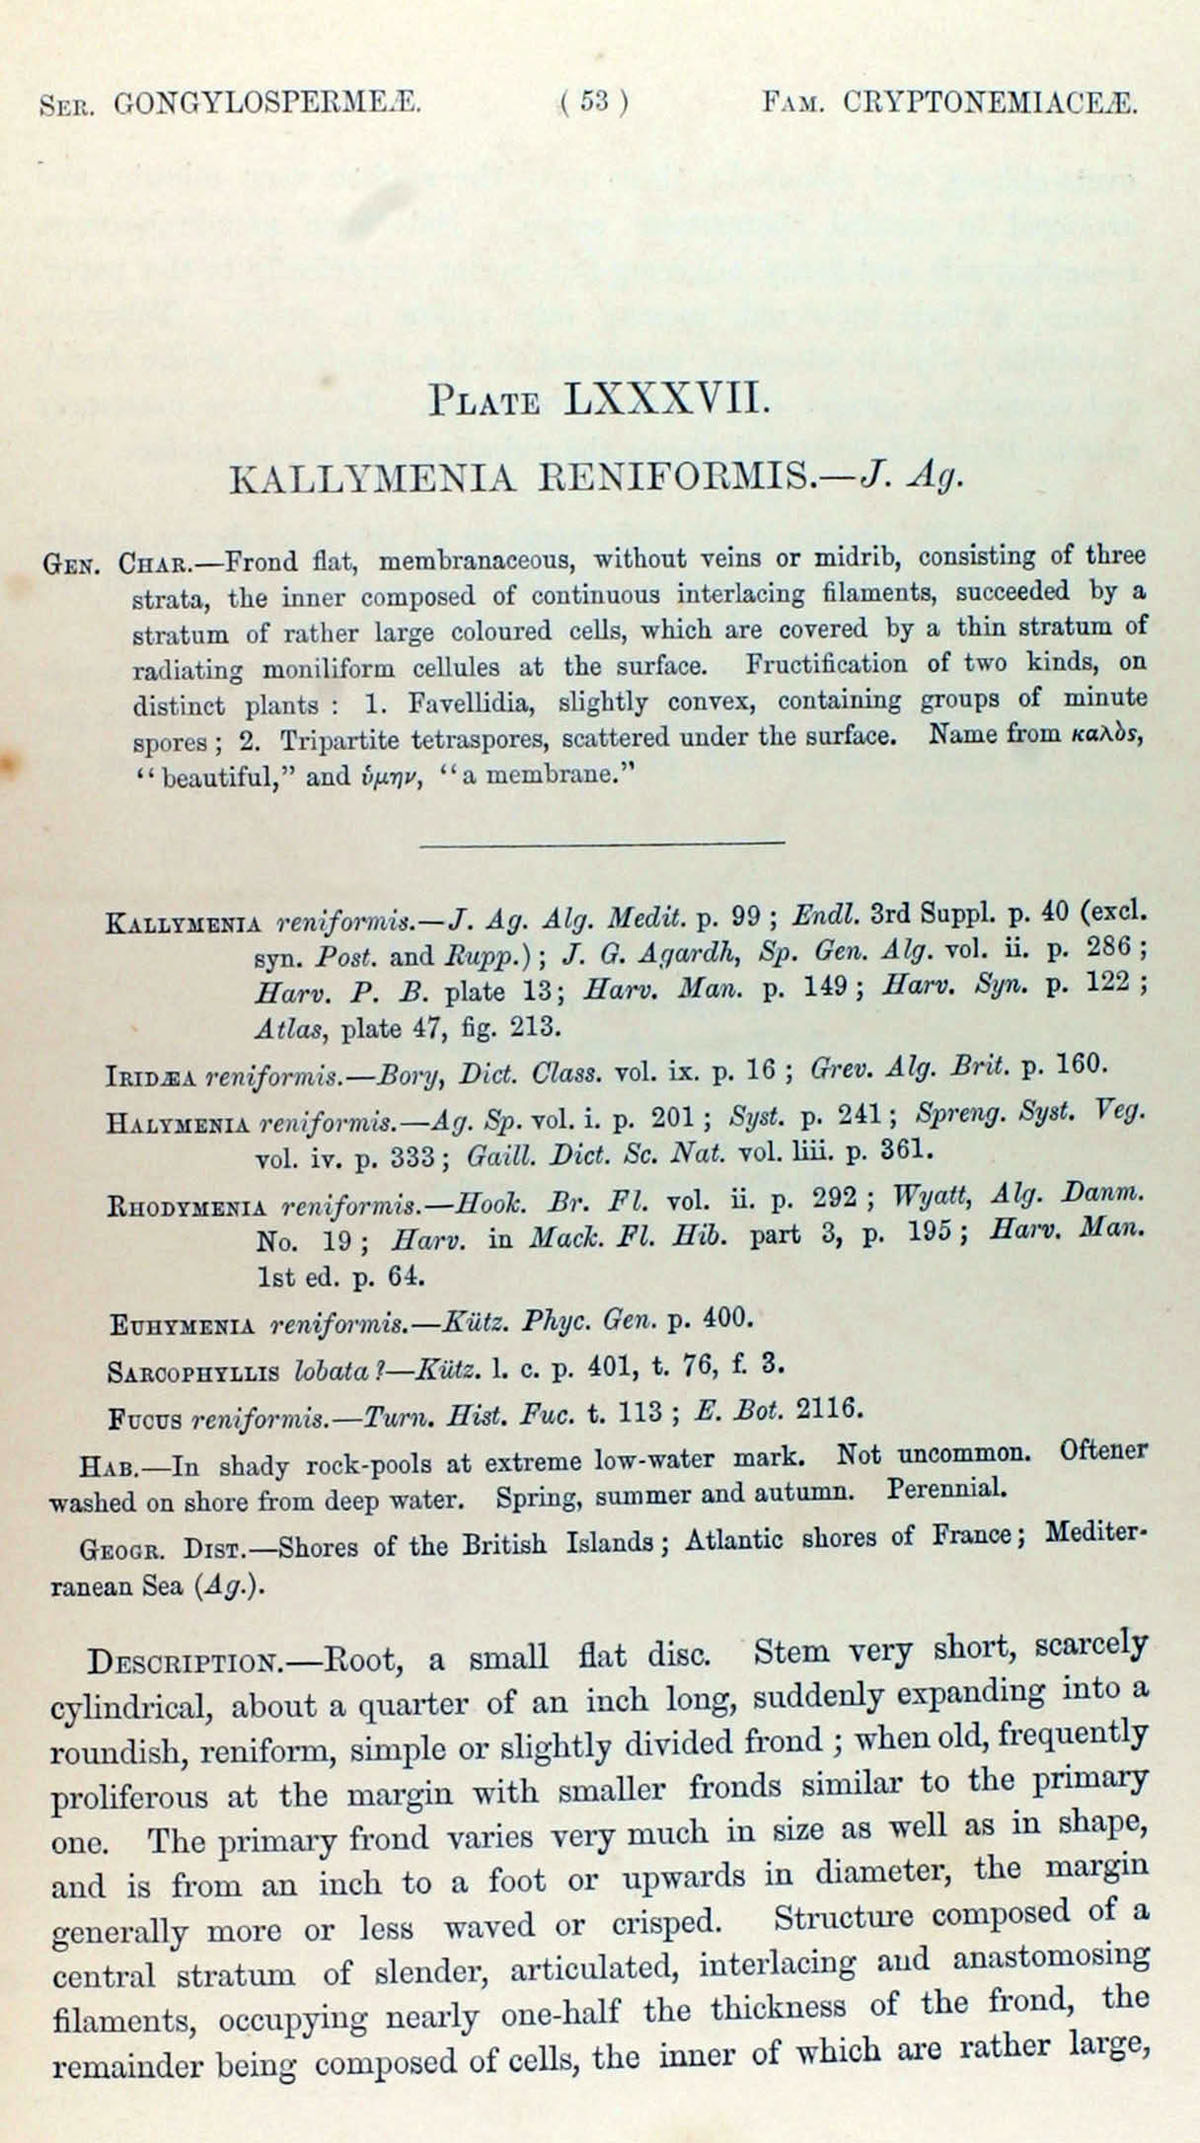 SER. GONGYLOSPERMEÆ. ( 53 ) FAM. CRYPTONEMIACEÆ.
PLATE LXXXVII.
KALLYMENIA RENIFORMIS.—J. Ag.
GEN. CHAR.—Frond flat, membranaceous, without veins or midrib, consisting of three
strata, the inner composed of continuous interlacing filaments, succeeded by a
stratum of rather large coloured cells, which are covered by a thin stratum of
radiating moniliform cellules at the surface. Fructification of two kinds, on
distinct plants : 1. Favellidia, slightly convex, containing groups of minute
spores ; 2. Tripartite tetraspores, scattered under the surface. Name from καλὸς,
“beautiful,” and ὑμην, “a membrane.”
KALLYMENIA reniformis.—J. Ag. Alg. Medit. p. 99 ; Endl. 3rd Suppl. p. 40 (excl.
syn. Post. and Rupp.) ; J. G. Agardh, Sp. Gen. Alg. vol. ii. p. 286 ;
Harv. P. B. plate 13 ; Harv. Man. p. 149 ; Harv. Syn. p. 122 ;
Atlas, plate 47, fig. 213.
IRIDÆA reniformis.—Bory, Dict. Class. vol. ix. p. 16 ; Grev. Alg. Brit. p. 160.
HALYMENIA reniformis.—Ag. Sp. vol. i. p. 201 ; Syst. p. 241 ; Spreng. Syst. Veg.
vol. iv. p. 333 ; Gaill. Dict. Sc. Nat. vol. liii. p. 361.
RHODYMENIA reniformis.—Hook. Br. Fl. vol. ii. p. 292 ; Wyatt, Alg. Danm.
No. 19 ; Harv. in Mack. Fl. Hib. part 3, p. 195 ; Harv. Man.
1st ed. p. 64.
EUHYMENIA reniformis.—Kütz. Phyc. Gen. p. 400.
SARCOPHYLLIS lobata ?—Kütz. l. c. p. 401, t. 76, f. 3.
FUCUS reniformis.—Turn. Hist. Fuc. t. 113 ; E. Bot. 2116.
HAB.—In shady rock-pools at extreme low-water mark. Not uncommon. Oftener
washed on shore from deep water. Spring, summer and autumn. Perennial.
GEOGR. DIST.—Shores of the British Islands ; Atlantic shores of France ; Mediter-
ranean Sea (Ag.).
DESCRIPTION.—Root, a small flat disc. Stem very short, scarcely
cylindrical, about a quarter of an inch long, suddenly expanding into a
roundish, reniform, simple or slightly divided frond ; when old, frequently
proliferous at the margin with smaller fronds similar to the primary
one. The primary frond varies very much in size as well as in shape,
and is from an inch to a foot or upwards in diameter, the margin
generally more or less waved or crisped. Structure composed of a
central stratum of slender, articulated, interlacing and anastomosing
filaments, occupying nearly one-half the thickness of the frond, the
remainder being composed of cells, the inner of which are rather large,